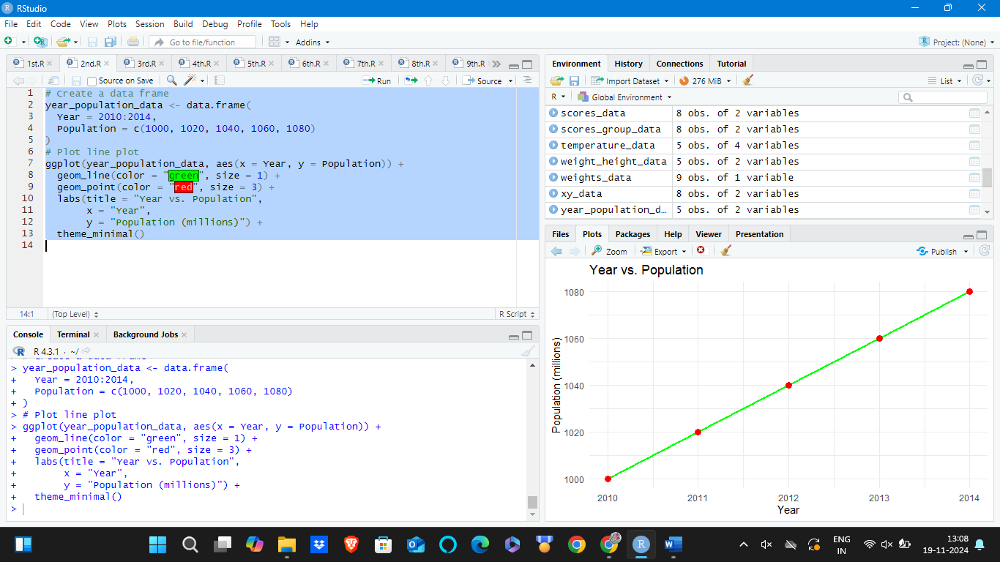 RStudio
File Edit Code View Plots Session Build Debug Profile Tools Help
Go to file/function Addins Project: (None)
1st.R 2nd.R 3rd.R 4th.R 5th.R 6th.R 7th.R 8th.R 9th.R
Source on Save Run Source
1 # Create a data frame
2 year_population_data <- data.frame(
3 Year = 2010:2014,
4 Population = c(1000, 1020, 1040, 1060, 1080)
5 )
6 # Plot line plot
7 ggplot(year_population_data, aes(x = Year, y = Population)) +
8 geom_line(color = "green", size = 1) +
9 geom_point(color = "red", size = 3) +
10 labs(title = "Year vs. Population",
11 x = "Year",
12 y = "Population (millions)") +
13 theme_minimal()
14
14:1 (Top Level) R Script
Console Terminal Background Jobs
R 4.3.1 · ~/
> year_population_data <- data.frame(
+ Year = 2010:2014,
+ Population = c(1000, 1020, 1040, 1060, 1080)
+ )
> # Plot line plot
> ggplot(year_population_data, aes(x = Year, y = Population)) +
+ geom_line(color = "green", size = 1) +
+ geom_point(color = "red", size = 3) +
+ labs(title = "Year vs. Population",
+ x = "Year",
+ y = "Population (millions)") +
+ theme_minimal()
>
Environment History Connections Tutorial
Import Dataset 276 MiB List
R Global Environment
scores_data 8 obs. of 2 variables
scores_group_data 8 obs. of 2 variables
temperature_data 5 obs. of 4 variables
weight_height_data 5 obs. of 2 variables
weights_data 9 obs. of 1 variable
xy_data 8 obs. of 2 variables
year_population_d… 5 obs. of 2 variables
Files Plots Packages Help Viewer Presentation
Zoom Export Publish
Year vs. Population
Population (millions)
1080
1060
1040
1020
1000
2010 2011 2012 2013 2014
Year
ENG
IN
13:08
19-11-2024